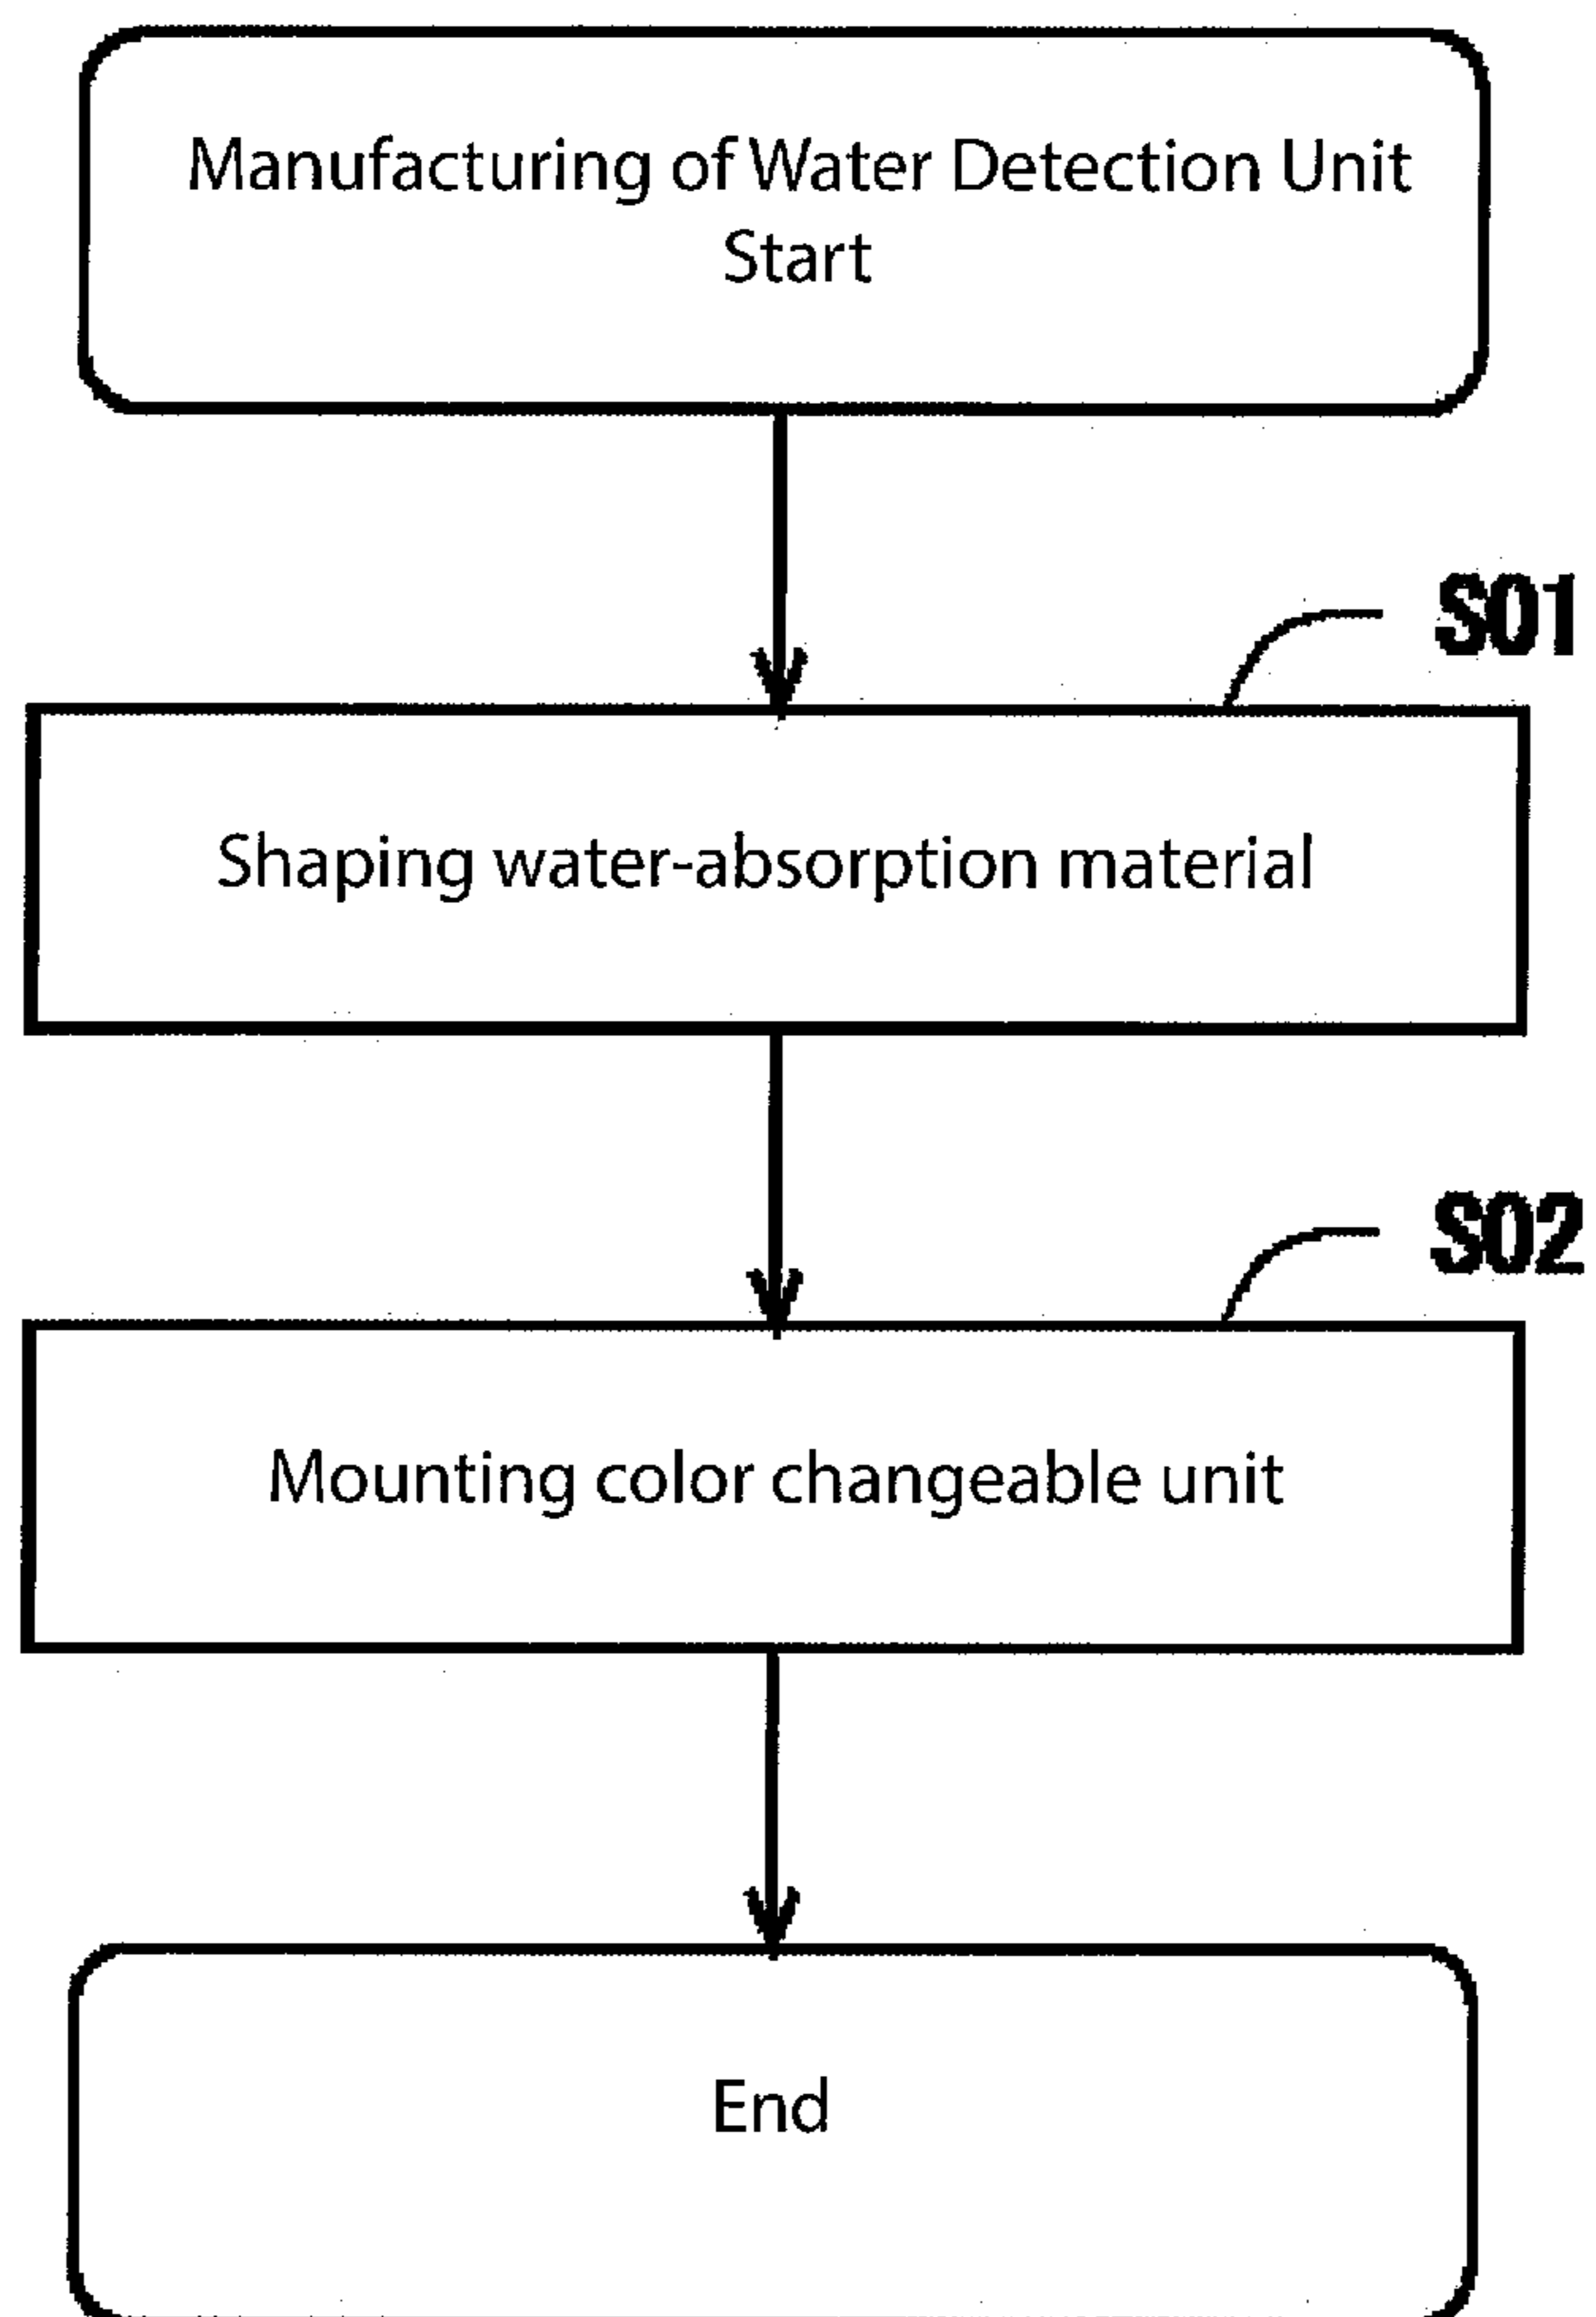 Manufacturing of Water Detection Unit
Start
S01
Shaping water-absorption material
S02
Mounting color changeable unit
End